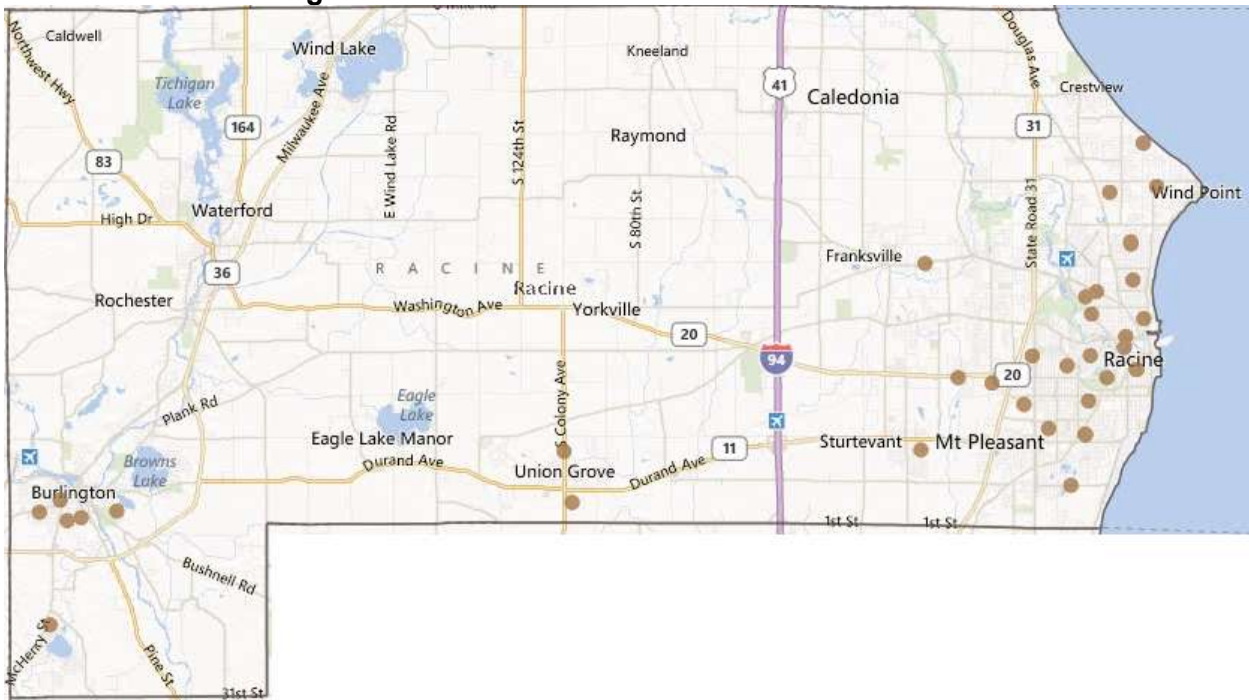 Caldwell
Wind Lake
Kneeland
Douglas Ave
Northwest Hwy
Tichigan
Lake
41
Caledonia
Crestview
164
Milwaukee Ave
E Wind Lake Rd
S 124th St
Raymond
31
83
S 80th St
State Road 31
Wind Point
High Dr
Waterford
36
RACINE
Racine
Franksville
Rochester
Washington Ave
Yorkville
20
94
20
Racine
Plank Rd
Eagle
Lake
S Colony Ave
Eagle Lake Manor
11
Sturtevant
Mt Pleasant
Browns
Lake
Durand Ave
Union Grove
Durand Ave
Burlington
1st St
1st St
Bushnell Rd
McHenry St
Pine St
31st St